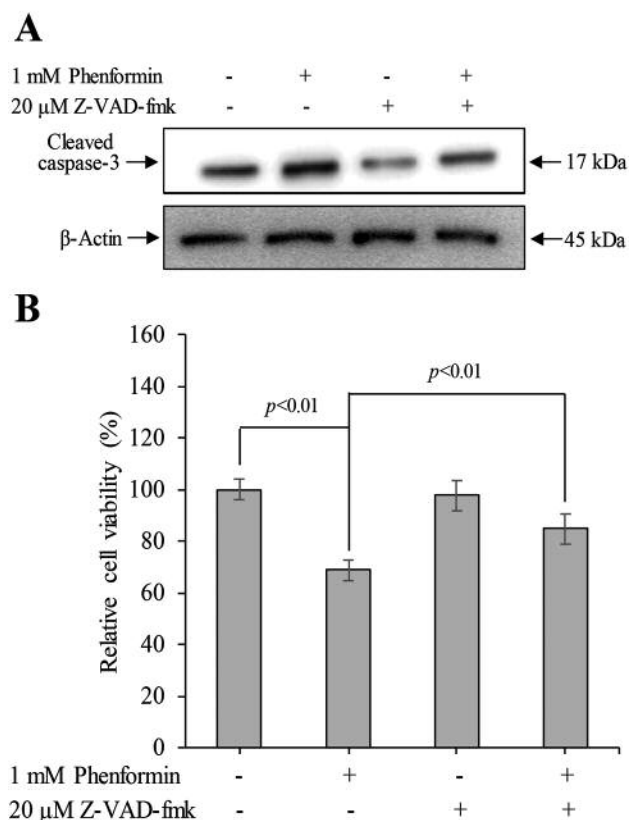 A
1 mM Phenformin - + - +
20 μM Z-VAD-fmk - - + +
Cleaved
caspase-3
17 kDa
β-Actin
45 kDa
B
160
140
120
100
80
60
40
20
0
Relative cell viability (%)
p<0.01
p<0.01
1 mM Phenformin - + - +
20 μM Z-VAD-fmk - - + +